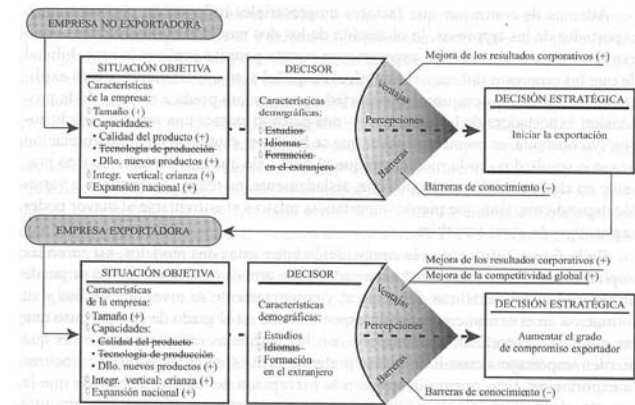 EMPRESA NO EXPORTADORA
SITUACIÓN OBJETIVA
Características
de la empresa:
◊ Tamaño (+)
◊ Capacidades:
• Calidad del producto (+)
• Tecnología de producción
• Dllo. nuevos productos (+)
◊ Integr. vertical; crianza (+)
◊ Expansión nacional (+)
DECISOR
Características
demográficas:
◊ Estudios
◊ Idiomas
◊ Formación
en el extranjero
Ventajas
Percepciones
Barreras
Mejora de los resultados corporativos (+)
DECISIÓN ESTRATÉGICA
Iniciar la exportación
Barreras de conocimiento (–)
EMPRESA EXPORTADORA
SITUACIÓN OBJETIVA
Características
de la empresa:
◊ Tamaño (+)
◊ Capacidades:
• Calidad del producto
• Tecnología de producción (+)
• Dllo. nuevos productos (+)
◊ Integr. vertical: crianza (+)
◊ Expansión nacional (+)
DECISOR
Características
demográficas:
◊ Estudios
◊ Idiomas
◊ Formación
en el extranjero
Ventajas
Percepciones
Barreras
Mejora de los resultados corporativos (+)
Mejora de la competitividad global (+)
DECISIÓN ESTRATÉGICA
Aumentar el grado
de compromiso exportador
Barreras de conocimiento (–)